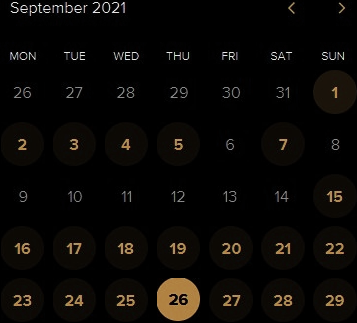 September 2021
MON TUE WED THU FRI SAT SUN
26 27 28 29 30 31 1
2 3 4 5 6 7 8
9 10 11 12 13 14 15
16 17 18 19 20 21 22
23 24 25 26 27 28 29